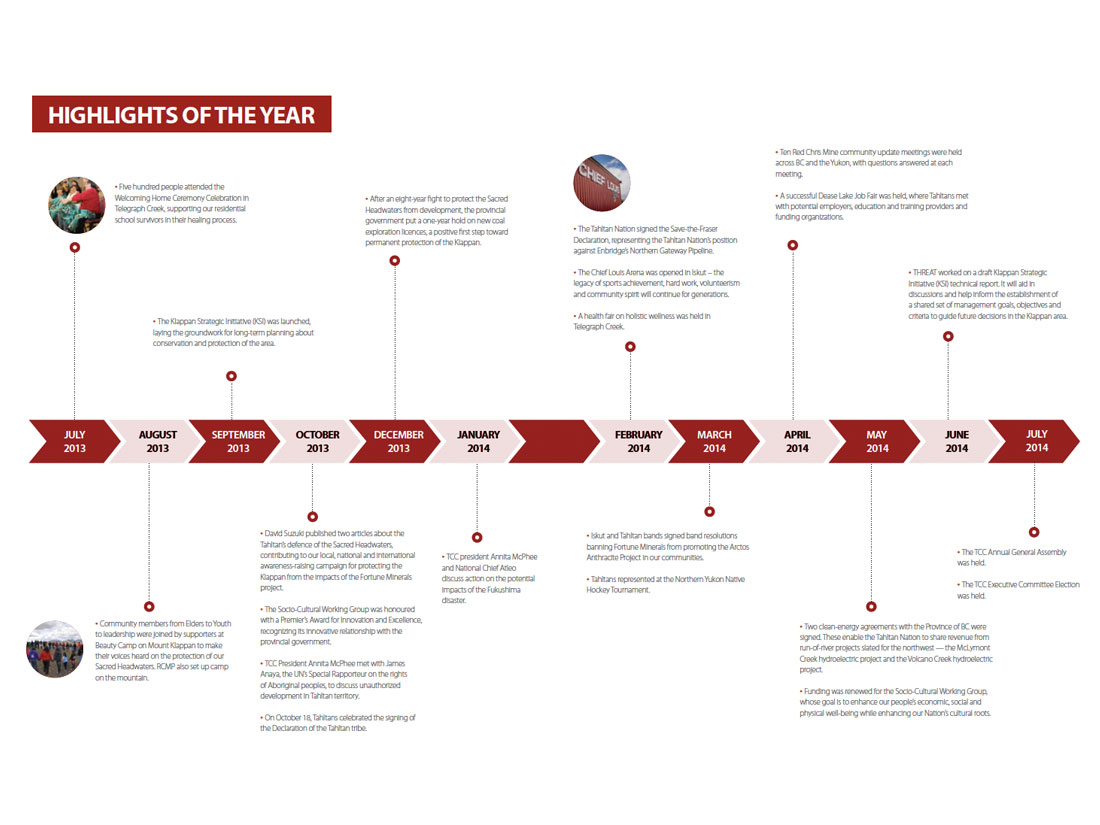 HIGHLIGHTS OF THE YEAR
• Five hundred people attended the
Welcoming Home Ceremony Celebration in
Telegraph Creek, supporting our residential
school survivors in their healing process.
• The Klappan Strategic Initiative (KSI) was launched,
laying the groundwork for long-term planning about
conservation and protection of the area.
• After an eight-year fight to protect the Sacred
Headwaters from development, the provincial
government put a one-year hold on new coal
exploration licences, a positive first step toward
permanent protection of the Klappan.
CHIEF LOUI
• The Tahltan Nation signed the Save-the-Fraser
Declaration, representing the Tahltan Nation's position
against Enbridge's Northern Gateway Pipeline.
• The Chief Louis Arena was opened in Iskut – the
legacy of sports achievement, hard work, volunteerism
and community spirit will continue for generations.
• A health fair on holistic wellness was held in
Telegraph Creek.
• Ten Red Chris Mine community update meetings were held
across BC and the Yukon, with questions answered at each
meeting.
• A successful Dease Lake Job Fair was held, where Tahltans met
with potential employers, education and training providers and
funding organizations.
• THREAT worked on a draft Klappan Strategic
Initiative (KSI) technical report. It will aid in
discussions and help inform the establishment of
a shared set of management goals, objectives and
criteria to guide future decisions in the Klappan area.
JULY
2013
AUGUST
2013
SEPTEMBER
2013
OCTOBER
2013
DECEMBER
2013
JANUARY
2014
FEBRUARY
2014
MARCH
2014
APRIL
2014
MAY
2014
JUNE
2014
JULY
2014
• Community members from Elders to Youth
to leadership were joined by supporters at
Beauty Camp on Mount Klappan to make
their voices heard on the protection of our
Sacred Headwaters. RCMP also set up camp
on the mountain.
• David Suzuki published two articles about the
Tahltan's defence of the Sacred Headwaters,
contributing to our local, national and international
awareness-raising campaign for protecting the
Klappan from the impacts of the Fortune Minerals
project.
• The Socio-Cultural Working Group was honoured
with a Premier's Award for Innovation and Excellence,
recognizing its innovative relationship with the
provincial government.
• TCC President Annita McPhee met with James
Anaya, the UN's Special Rapporteur on the rights
of Aboriginal peoples, to discuss unauthorized
development in Tahltan territory.
• On October 18, Tahltans celebrated the signing of
the Declaration of the Tahltan tribe.
• TCC president Annita McPhee
and National Chief Atleo
discuss action on the potential
impacts of the Fukushima
disaster.
• Iskut and Tahltan bands signed band resolutions
banning Fortune Minerals from promoting the Arctos
Anthracite Project in our communities.
• Tahltans represented at the Northern Yukon Native
Hockey Tournament.
• Two clean-energy agreements with the Province of BC were
signed. These enable the Tahltan Nation to share revenue from
run-of-river projects slated for the northwest — the McLymont
Creek hydroelectric project and the Volcano Creek hydroelectric
project.
• Funding was renewed for the Socio-Cultural Working Group,
whose goal is to enhance our people's economic, social and
physical well-being while enhancing our Nation's cultural roots.
• The TCC Annual General Assembly
was held.
• The TCC Executive Committee Election
was held.